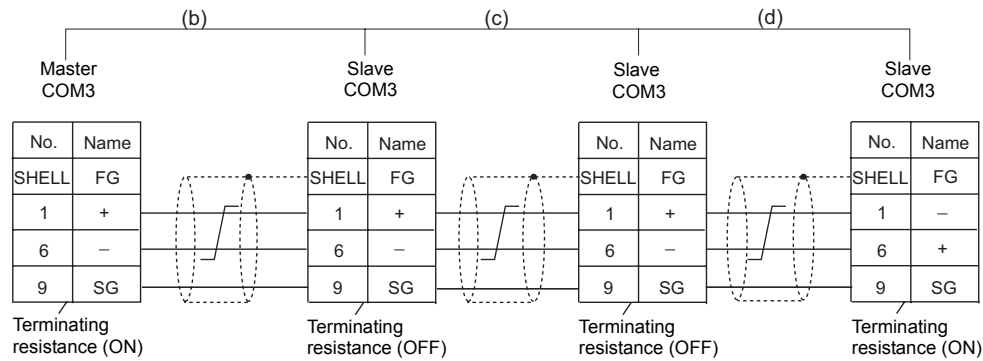 (b) (c) (d)
Master
COM3
Slave
COM3
Slave
COM3
Slave
COM3
No. Name
SHELL FG
1 +
6 −
9 SG
Terminating
resistance (ON)
No. Name
SHELL FG
1 +
6 −
9 SG
Terminating
resistance (OFF)
No. Name
SHELL FG
1 +
6 −
9 SG
Terminating
resistance (OFF)
No. Name
SHELL FG
1 −
6 +
9 SG
Terminating
resistance (ON)